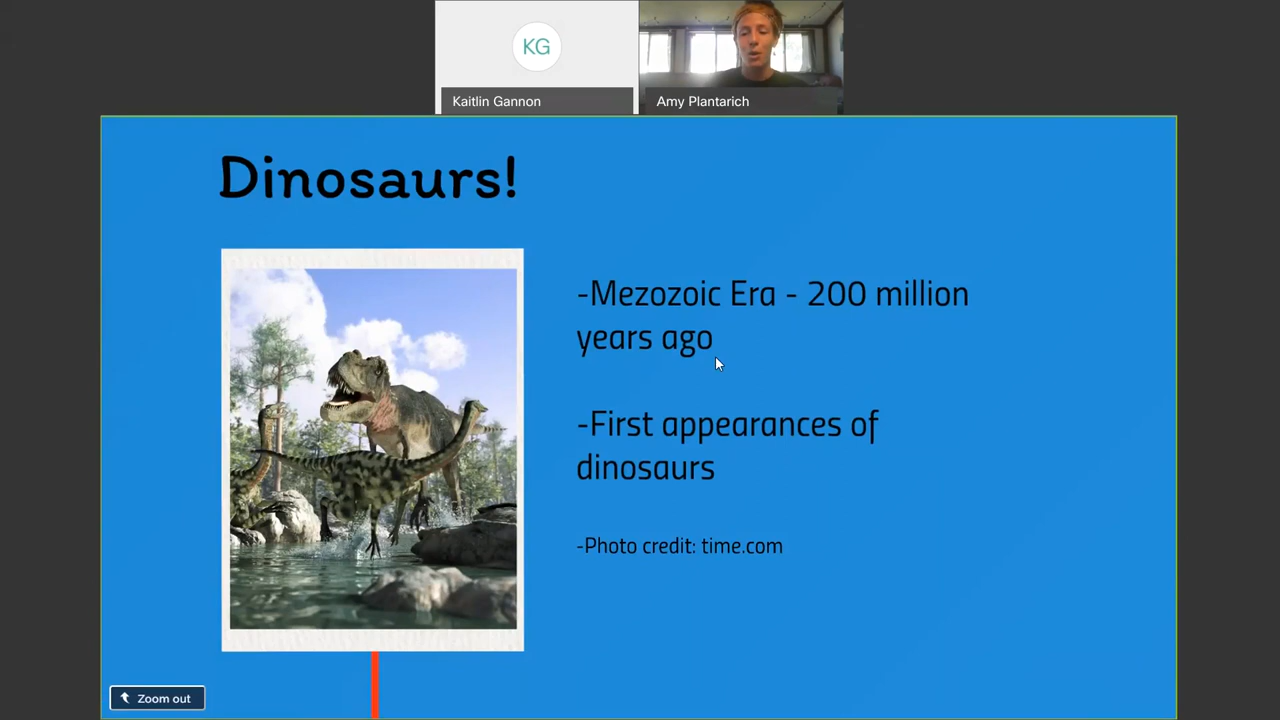 KG
Kaitlin Gannon
Amy Plantarich
Dinosaurs!
-Mezozoic Era - 200 million
years ago
-First appearances of
dinosaurs
-Photo credit: time.com
Zoom out